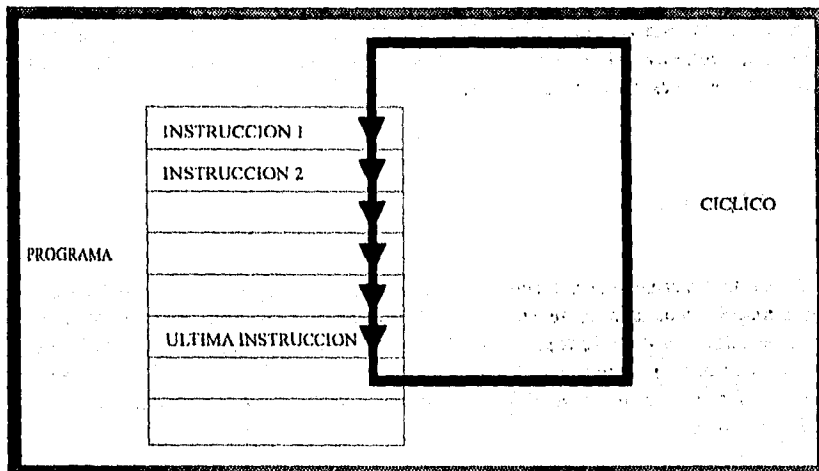 INSTRUCCION 1
INSTRUCCION 2
CICLICO
PROGRAMA
ULTIMA INSTRUCCION